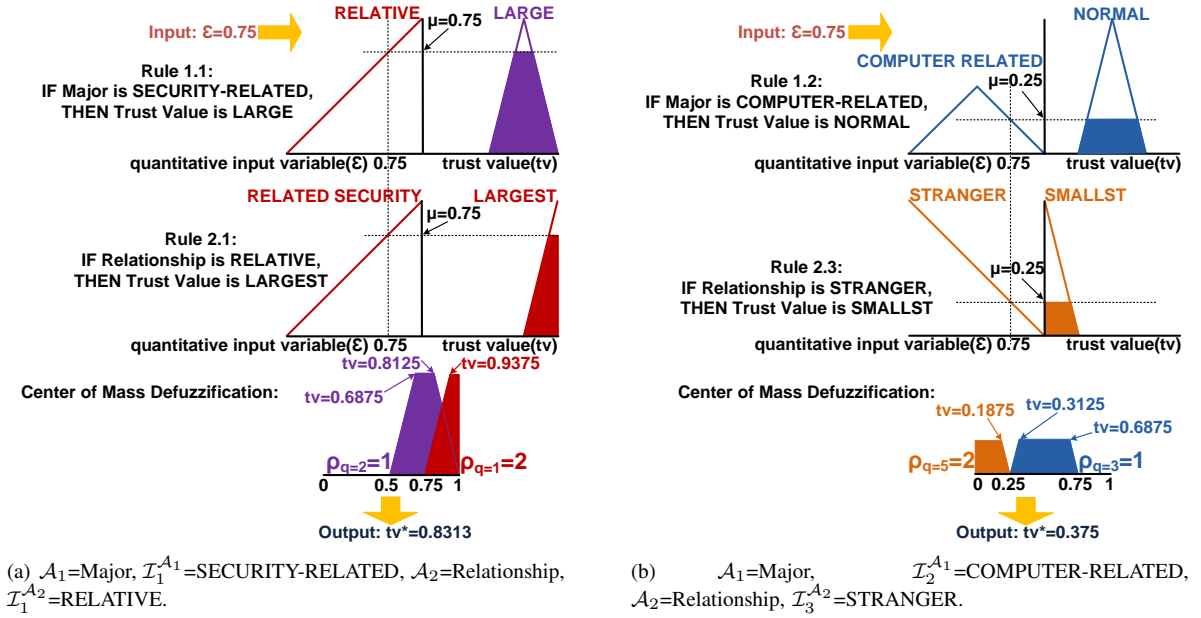 RELATIVE
LARGE
Input: Ɛ=0.75
μ=0.75
Rule 1.1:
IF Major is SECURITY-RELATED,
THEN Trust Value is LARGE
quantitative input variable(Ɛ) 0.75
trust value(tv)
RELATED SECURITY
LARGEST
μ=0.75
Rule 2.1:
IF Relationship is RELATIVE,
THEN Trust Value is LARGEST
quantitative input variable(Ɛ) 0.75
trust value(tv)
tv=0.8125
tv=0.9375
Center of Mass Defuzzification:
tv=0.6875
ρq=2=1
ρq=1=2
0 0.5 0.75 1
Output: tv*=0.8313
(a) A1=Major, I1^A1=SECURITY-RELATED, A2=Relationship,
I1^A2=RELATIVE.
NORMAL
Input: Ɛ=0.75
COMPUTER RELATED
μ=0.25
Rule 1.2:
IF Major is COMPUTER-RELATED,
THEN Trust Value is NORMAL
quantitative input variable(Ɛ) 0.75
trust value(tv)
STRANGER
SMALLST
μ=0.25
Rule 2.3:
IF Relationship is STRANGER,
THEN Trust Value is SMALLST
quantitative input variable(Ɛ) 0.75
trust value(tv)
Center of Mass Defuzzification:
tv=0.1875
tv=0.3125
tv=0.6875
ρq=5=2
ρq=3=1
0 0.25 0.75 1
Output: tv*=0.375
(b) A1=Major, I2^A1=COMPUTER-RELATED,
A2=Relationship, I3^A2=STRANGER.